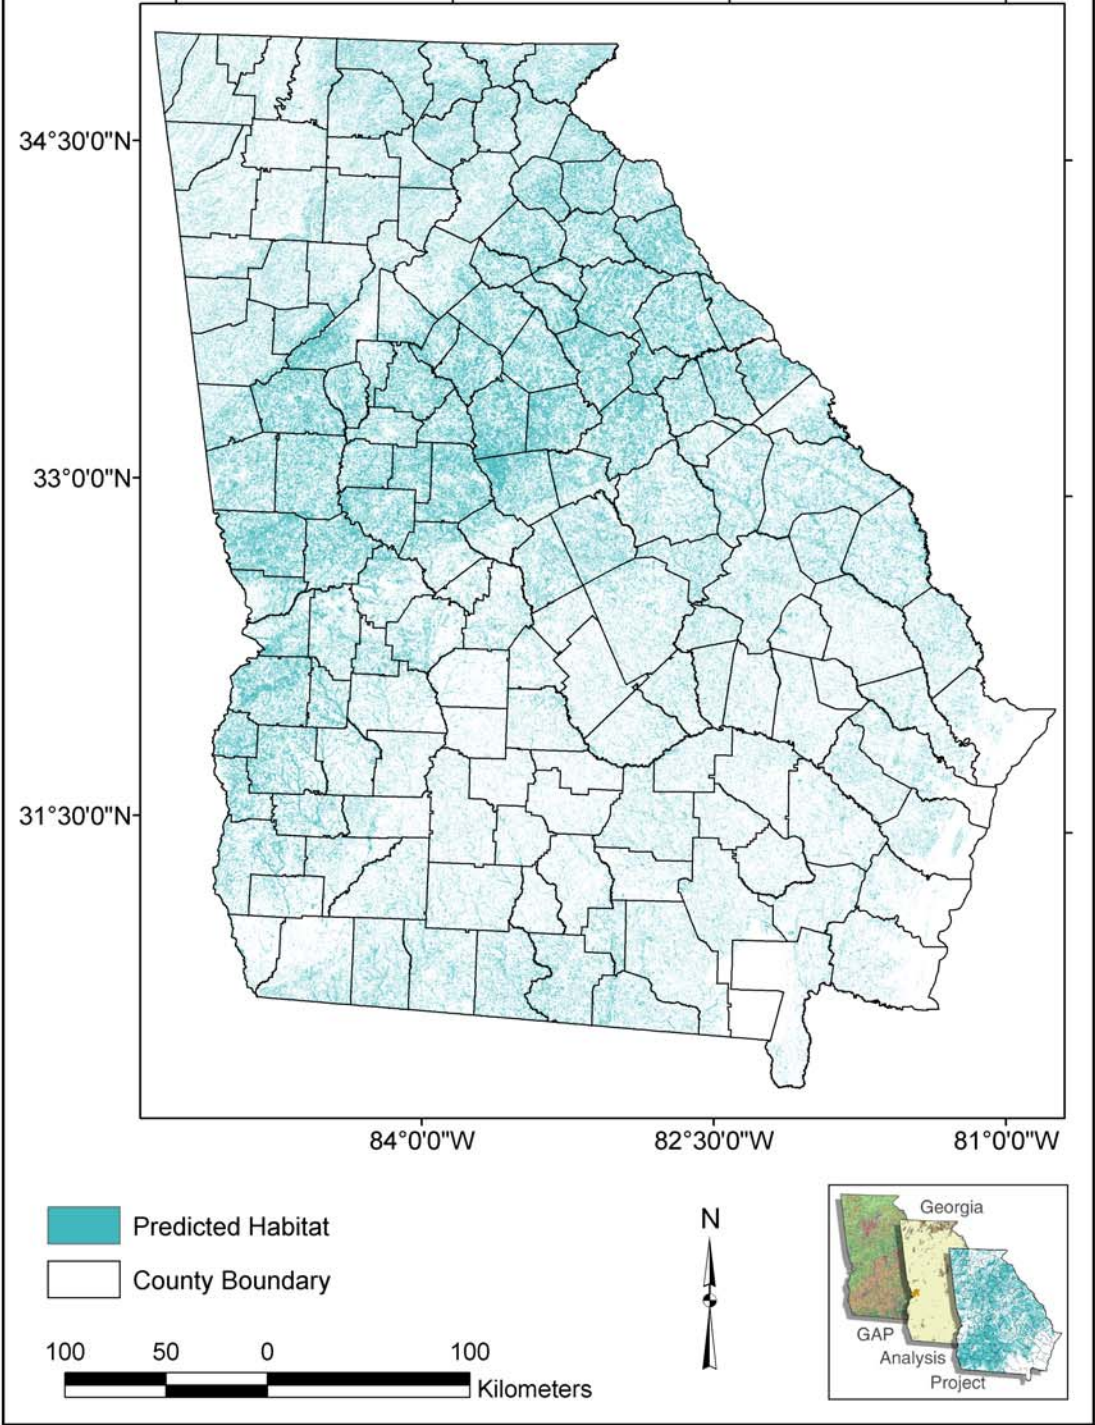 34°30'0"N
33°0'0"N
31°30'0"N
84°0'0"W 82°30'0"W 81°0'0"W
Predicted Habitat
County Boundary
100 50 0 100
Kilometers
N
Georgia
GAP
Analysis
Project